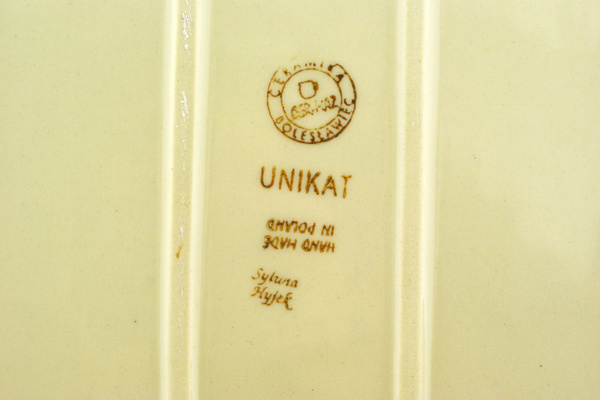 CERAMIKA
BOLESŁAWIEC
UNIKAT
HAND MADE
IN POLAND
Sylwia
Hyjek